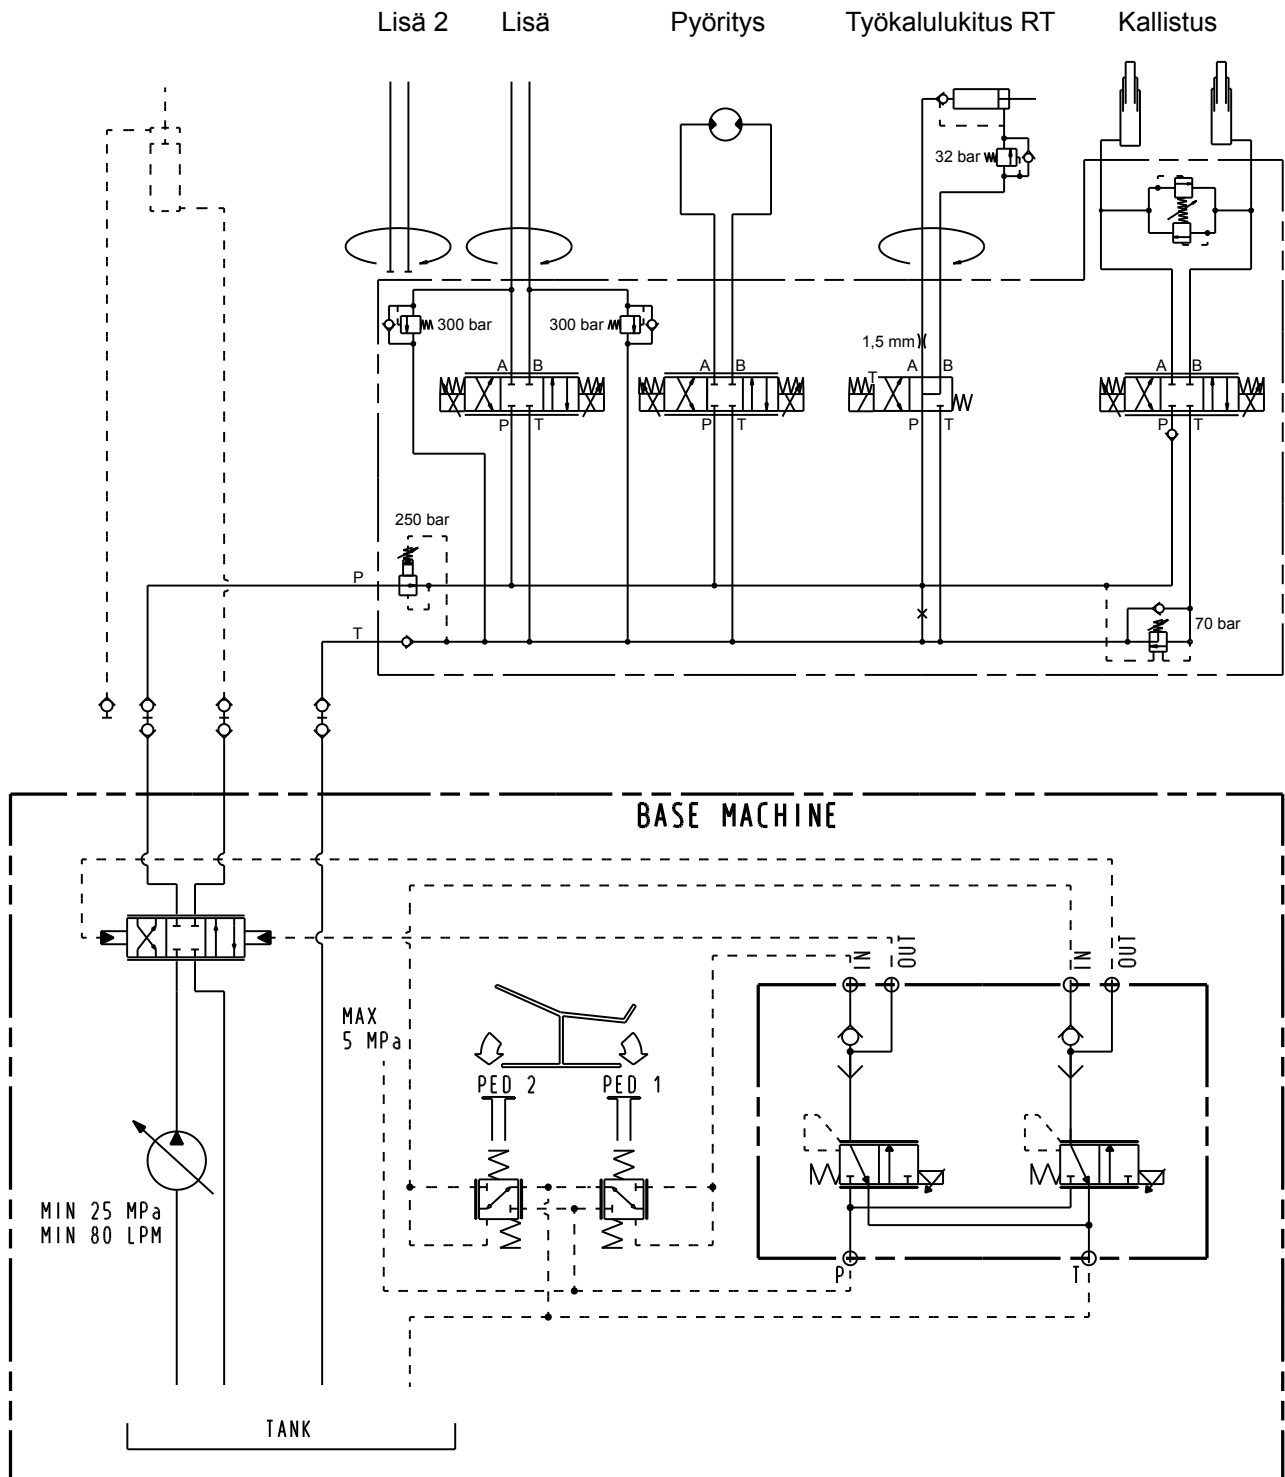 Lisä 2 Lisä Pyöritys Työkalulukitus RT Kallistus
32 bar
300 bar 300 bar
1,5 mm
A B A B T A B A B
P T P T P T P T
250 bar
P
T
70 bar
BASE MACHINE
IN OUT IN OUT
MAX
5 MPa
PED 2 PED 1
MIN 25 MPa
MIN 80 LPM
P T
TANK